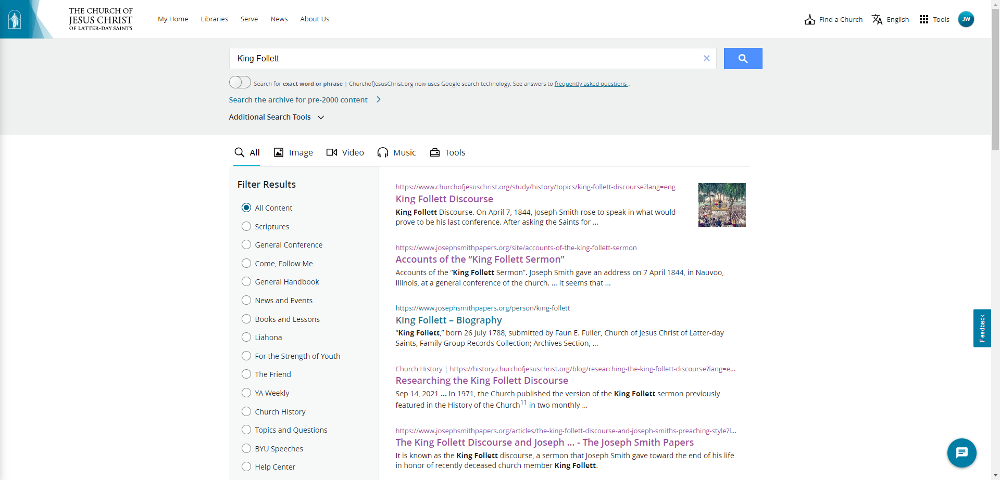 THE CHURCH OF
JESUS CHRIST
OF LATTER-DAY SAINTS
My Home
Libraries
Serve
News
About Us
Find a Church
English
Tools
JW
King Follett
Search for exact word or phrase | ChurchofJesusChrist.org now uses Google search technology. See answers to frequently asked questions .
Search the archive for pre-2000 content
Additional Search Tools
All
Image
Video
Music
Tools
Filter Results
All Content
Scriptures
General Conference
Come, Follow Me
General Handbook
News and Events
Books and Lessons
Liahona
For the Strength of Youth
The Friend
YA Weekly
Church History
Topics and Questions
BYU Speeches
Help Center
https://www.churchofjesuschrist.org/study/history/topics/king-follett-discourse?lang=eng
King Follett Discourse
King Follett Discourse. On April 7, 1844, Joseph Smith rose to speak in what would
prove to be his last conference. After asking the Saints for ...
https://www.josephsmithpapers.org/site/accounts-of-the-king-follett-sermon
Accounts of the “King Follett Sermon”
Accounts of the “King Follett Sermon”. Joseph Smith gave an address on 7 April 1844, in Nauvoo,
Illinois, at a general conference of the church. ... It seems that ...
https://www.josephsmithpapers.org/person/king-follett
King Follett – Biography
“King Follett,” born 26 July 1788, submitted by Faun E. Fuller, Church of Jesus Christ of Latter-day
Saints, Family Group Records Collection; Archives Section, ...
Church History | https://history.churchofjesuschrist.org/blog/researching-the-king-follett-discourse?lang=e...
Researching the King Follett Discourse
Sep 14, 2021 ... In 1971, the Church published the version of the King Follett sermon previously
featured in the History of the Church11 in two monthly ...
https://www.josephsmithpapers.org/articles/the-king-follett-discourse-and-joseph-smiths-preaching-style?l...
The King Follett Discourse and Joseph ... - The Joseph Smith Papers
It is known as the King Follett discourse, a sermon that Joseph Smith gave toward the end of his life
in honor of recently deceased church member King Follett.
Feedback